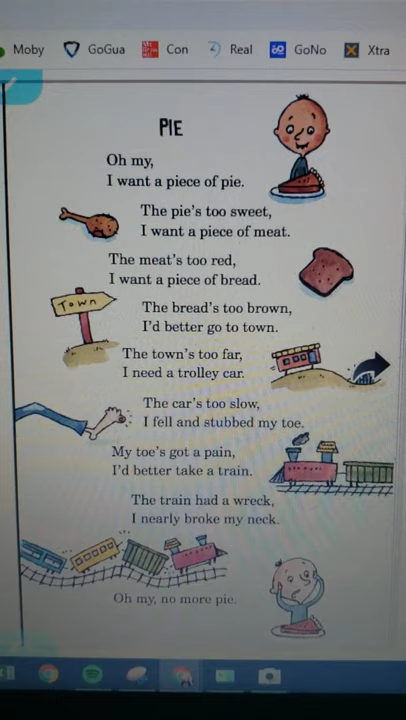 Moby GoGua Con Real GoNo Xtra
PIE
Oh my,
I want a piece of pie.
The pie's too sweet,
I want a piece of meat.
The meat's too red,
I want a piece of bread.
Town
The bread's too brown,
I'd better go to town.
The town's too far,
I need a trolley car.
The car's too slow,
I fell and stubbed my toe.
My toe's got a pain,
I'd better take a train.
The train had a wreck,
I nearly broke my neck.
Oh my, no more pie.